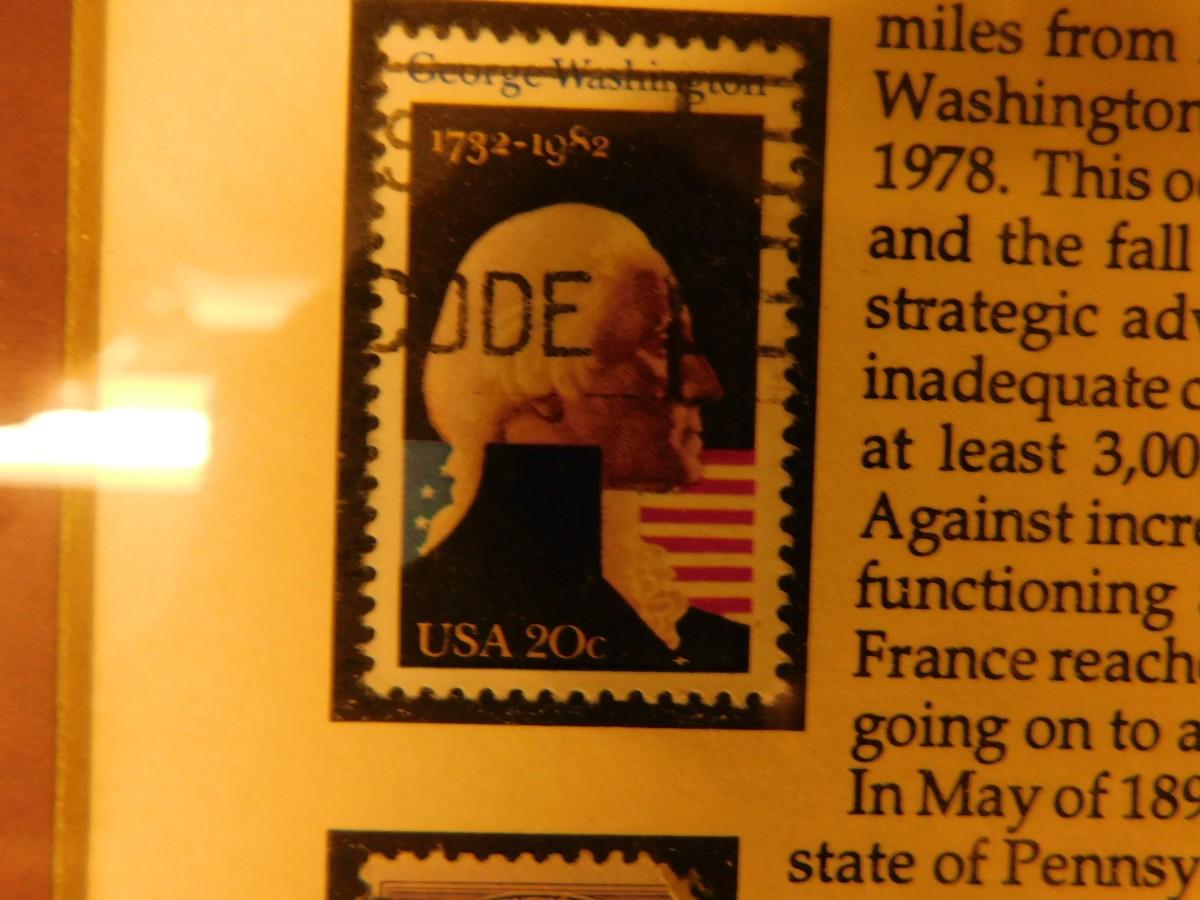 George Washington
1732-1982
CODE
USA 20c
miles from
Washington
1978. This
and the fall
strategic
inadequate
at least
Against
functioning
France
going on to
In May of
state of